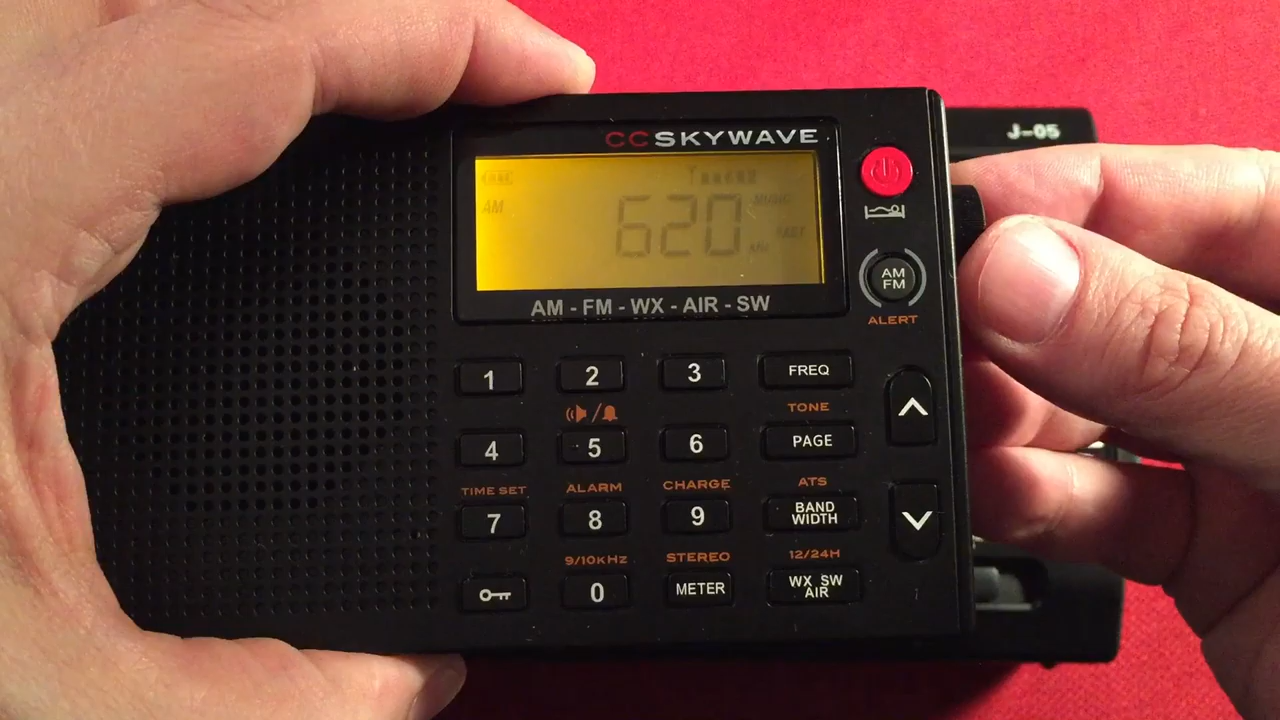 CCSKYWAVE
J-05
AM
620
MUSIC
FAST
kHz
AM - FM - WX - AIR - SW
AM
FM
ALERT
1 2 3 FREQ
TONE
4 5 6 PAGE
TIME SET ALARM CHARGE ATS
7 8 9 BAND
WIDTH
9/10kHz STEREO 12/24H
0 METER WX SW
AIR